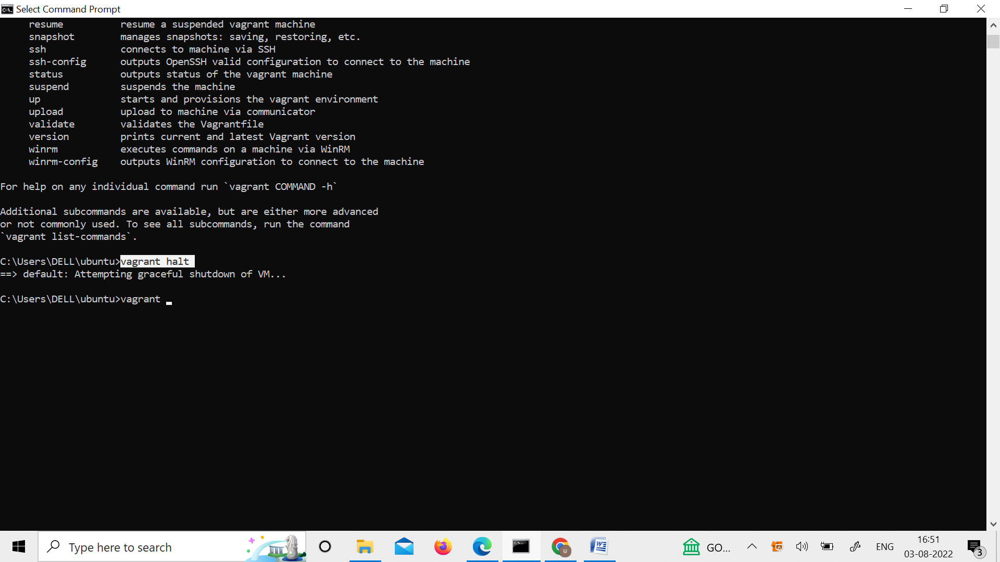 Select Command Prompt
resume resume a suspended vagrant machine
snapshot manages snapshots: saving, restoring, etc.
ssh connects to machine via SSH
ssh-config outputs OpenSSH valid configuration to connect to the machine
status outputs status of the vagrant machine
suspend suspends the machine
up starts and provisions the vagrant environment
upload upload to machine via communicator
validate validates the Vagrantfile
version prints current and latest Vagrant version
winrm executes commands on a machine via WinRM
winrm-config outputs WinRM configuration to connect to the machine
For help on any individual command run `vagrant COMMAND -h`
Additional subcommands are available, but are either more advanced
or not commonly used. To see all subcommands, run the command
`vagrant list-commands`.
C:\Users\DELL\ubuntu>vagrant halt
==> default: Attempting graceful shutdown of VM...
C:\Users\DELL\ubuntu>vagrant
Type here to search
GO...
ENG
16:51
03-08-2022
3